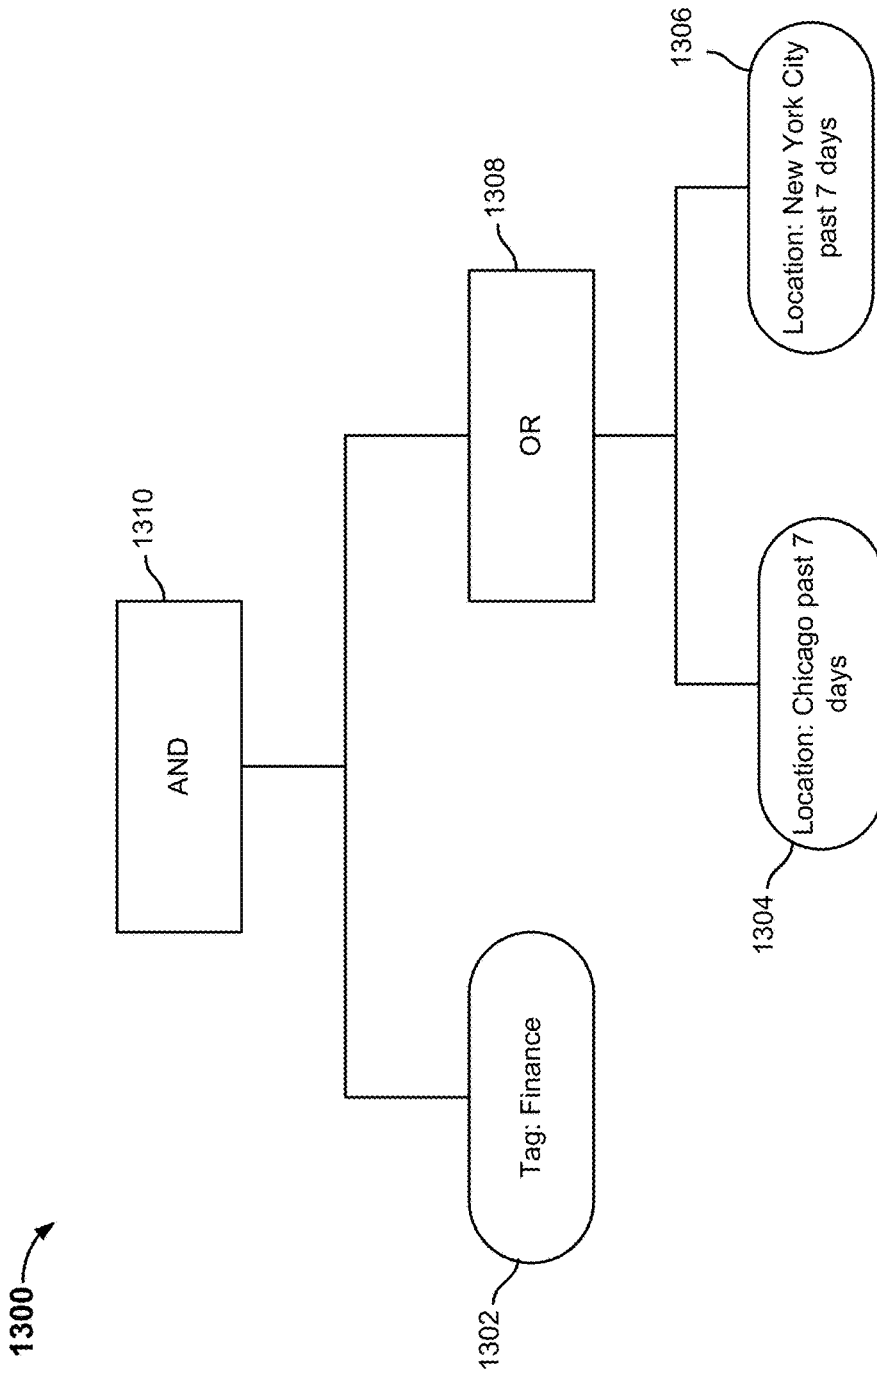 1300
AND
1310
Tag: Finance
1302
OR
1308
Location: Chicago past 7
days
1304
Location: New York City
past 7 days
1306